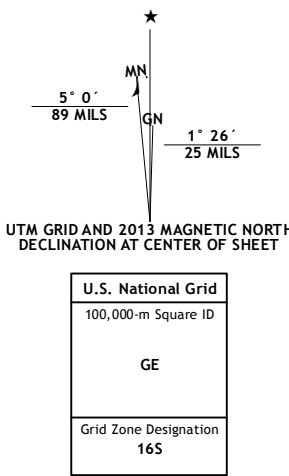 MN.
GN
5° 0´
89 MILS
1° 26´
25 MILS
UTM GRID AND 2013 MAGNETIC NORTH
DECLINATION AT CENTER OF SHEET
U.S. National Grid
100,000-m Square ID
GE
Grid Zone Designation
16S